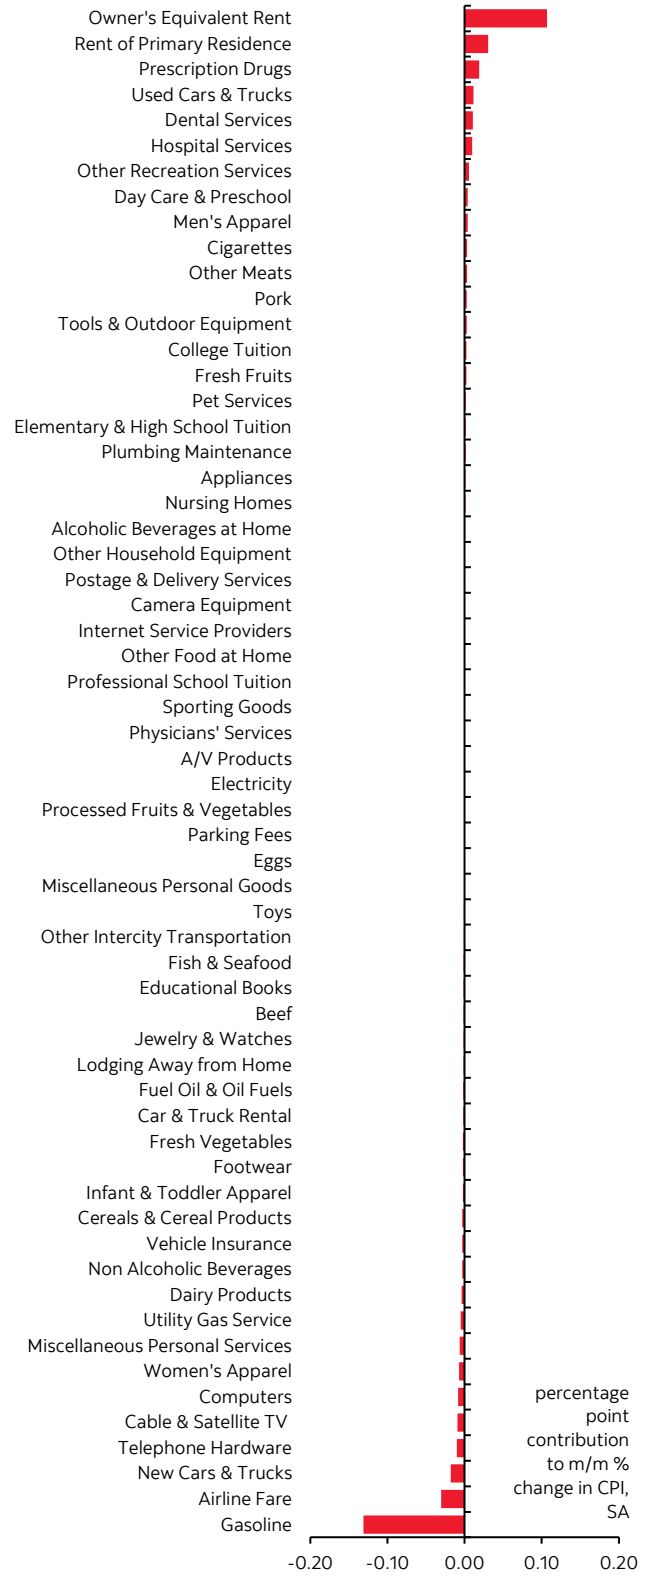 Owner's Equivalent Rent
Rent of Primary Residence
Prescription Drugs
Used Cars & Trucks
Dental Services
Hospital Services
Other Recreation Services
Day Care & Preschool
Men's Apparel
Cigarettes
Other Meats
Pork
Tools & Outdoor Equipment
College Tuition
Fresh Fruits
Pet Services
Elementary & High School Tuition
Plumbing Maintenance
Appliances
Nursing Homes
Alcoholic Beverages at Home
Other Household Equipment
Postage & Delivery Services
Camera Equipment
Internet Service Providers
Other Food at Home
Professional School Tuition
Sporting Goods
Physicians' Services
A/V Products
Electricity
Processed Fruits & Vegetables
Parking Fees
Eggs
Miscellaneous Personal Goods
Toys
Other Intercity Transportation
Fish & Seafood
Educational Books
Beef
Jewelry & Watches
Lodging Away from Home
Fuel Oil & Oil Fuels
Car & Truck Rental
Fresh Vegetables
Footwear
Infant & Toddler Apparel
Cereals & Cereal Products
Vehicle Insurance
Non Alcoholic Beverages
Dairy Products
Utility Gas Service
Miscellaneous Personal Services
Women's Apparel
Computers
Cable & Satellite TV
Telephone Hardware
New Cars & Trucks
Airline Fare
Gasoline
percentage
point
contribution
to m/m %
change in CPI,
SA
-0.20 -0.10 0.00 0.10 0.20